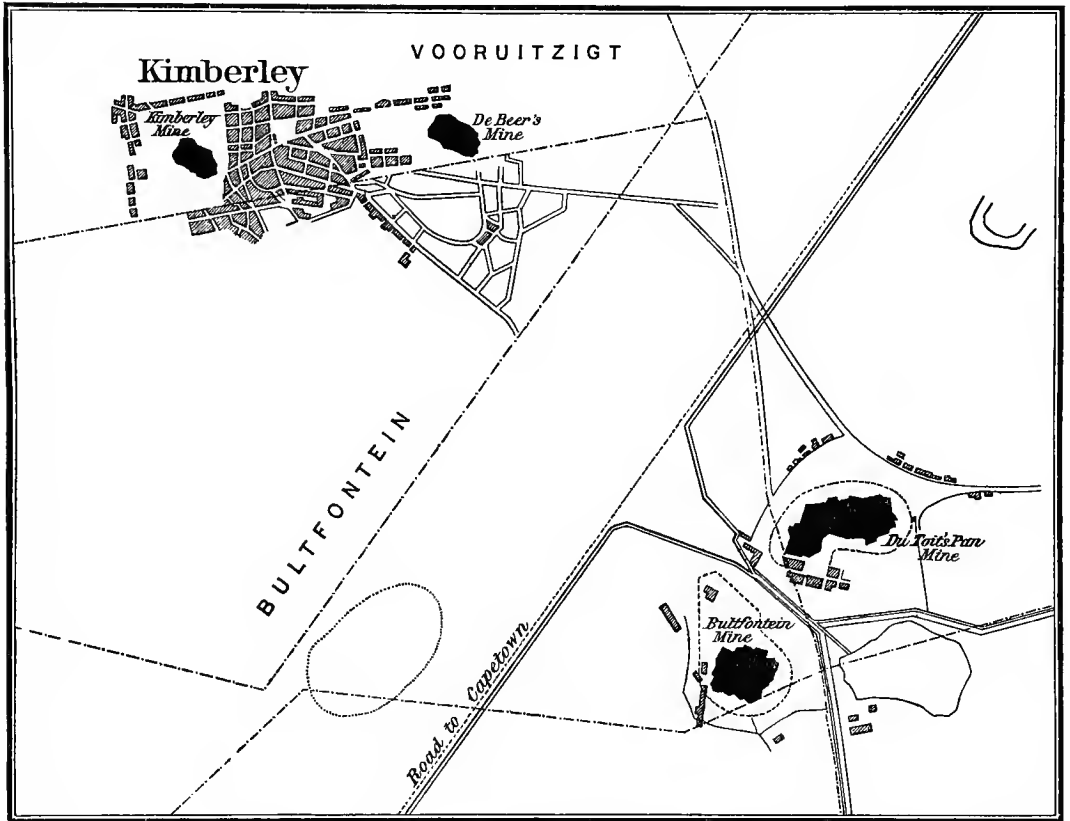 VOORUITZIGT
Kimberley
Kimberley
Mine
De Beer's
Mine
BULTFONTEIN
Du Toit's Pan
Mine
Bultfontein
Mine
Road to Capetown